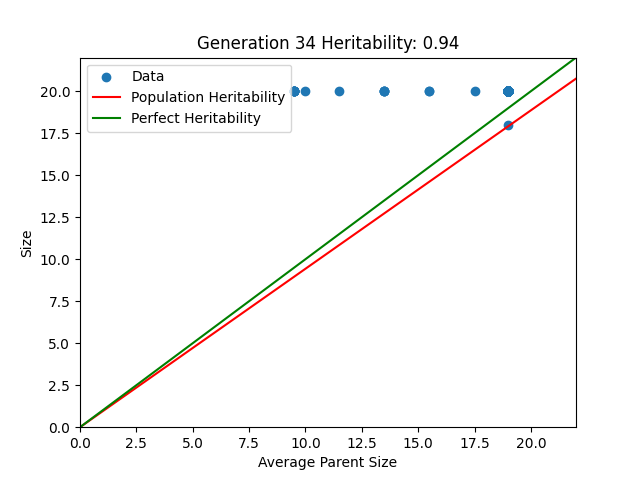 Generation 34 Heritability: 0.94
Data
Population Heritability
Perfect Heritability
20.0
17.5
15.0
12.5
10.0
7.5
5.0
2.5
0.0
Size
0.0 2.5 5.0 7.5 10.0 12.5 15.0 17.5 20.0
Average Parent Size